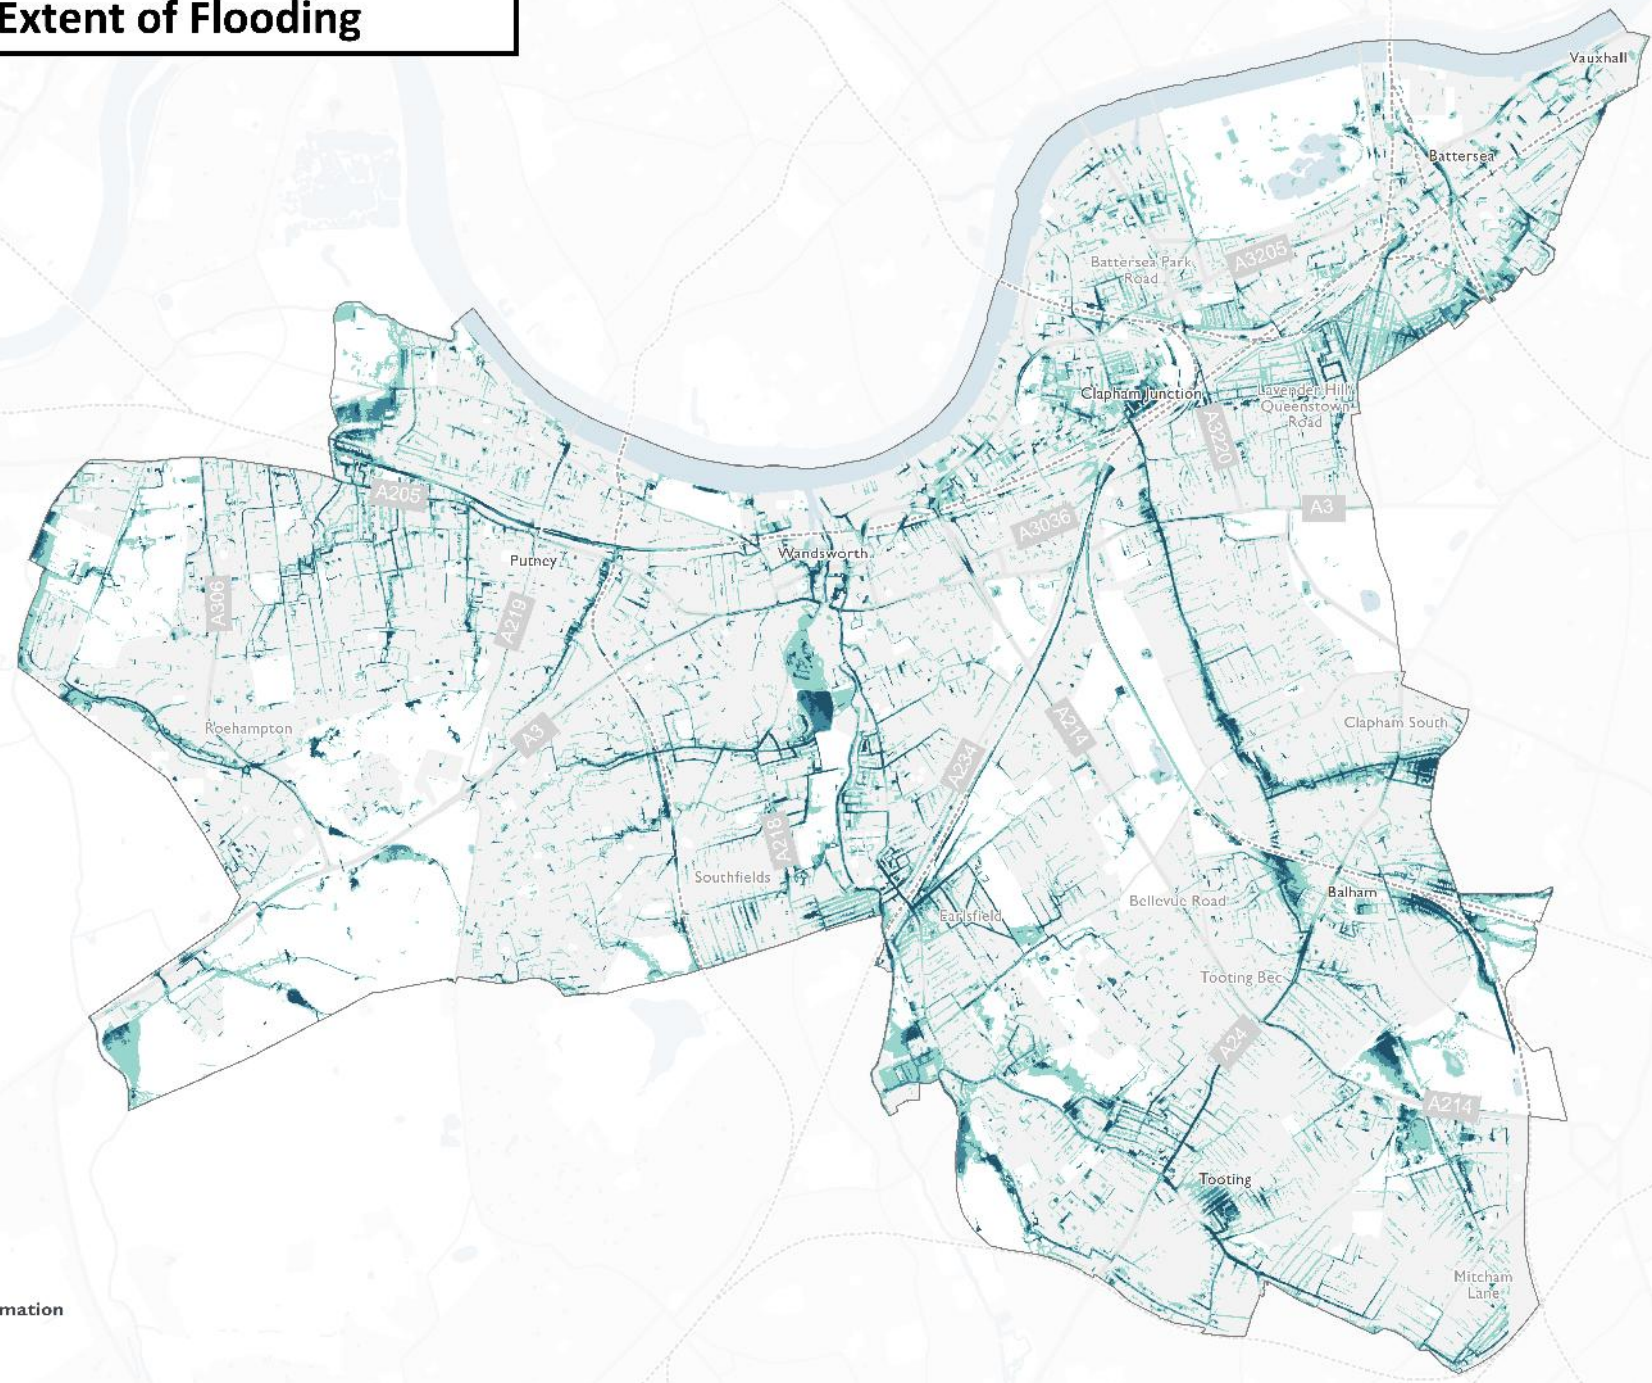 Extent of Flooding
Vauxhall
Battersea
Battersea Park
Road
A3205
Clapham Junction
Lavender Hill
Queenstown
Road
A3220
A205
A3
A3036
Putney
Wandsworth
A306
A219
Roehampton
A3
A214
Clapham South
A234
A218
Southfields
Earlsfield
Bellevue Road
Balham
Tooting Bec
A24
A214
Tooting
Mitcham
Lane
mation